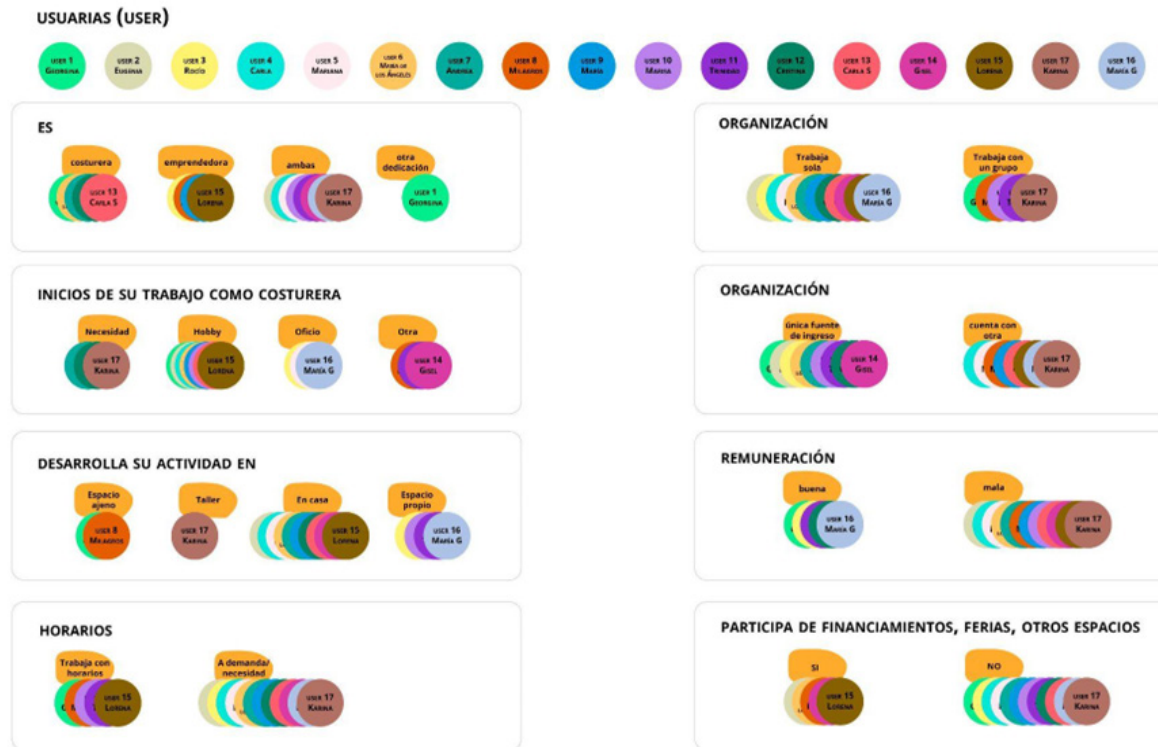 USUARIAS (USER)
USER 1
GEORGINA
USER 2
EUGENIA
USER 3
ROCÍO
USER 4
CARLA
USER 5
MARIANA
USER 6
MARÍA DE
LOS ÁNGELES
USER 7
ANDREA
USER 8
MILAGROS
USER 9
MARÍA
USER 10
MARISA
USER 11
TRINIDAD
USER 12
CRISTINA
USER 13
CARLA S
USER 14
GISEL
USER 15
LORENA
USER 17
KARINA
USER 16
MARÍA G
ES
costurera
USER 13
CARLA S
emprendedora
USER 15
LORENA
ambas
USER 17
KARINA
otra
dedicación
USER 1
GEORGINA
ORGANIZACIÓN
Trabaja
sola
USER 16
MARÍA G
Trabaja con
un grupo
USER 17
KARINA
INICIOS DE SU TRABAJO COMO COSTURERA
Necesidad
USER 17
KARINA
Hobby
USER 15
LORENA
Oficio
USER 16
MARÍA G
Otra
USER 14
GISEL
ORGANIZACIÓN
única fuente
de ingreso
USER 14
GISEL
cuenta con
otra
USER 17
KARINA
DESARROLLA SU ACTIVIDAD EN
Espacio
ajeno
USER 8
MILAGROS
Taller
USER 17
KARINA
En casa
USER 15
LORENA
Espacio
propio
USER 16
MARÍA G
REMUNERACIÓN
buena
USER 16
MARÍA G
mala
USER 17
KARINA
HORARIOS
Trabaja con
horarios
USER 15
LORENA
A demanda/
necesidad
USER 17
KARINA
PARTICIPA DE FINANCIAMIENTOS, FERIAS, OTROS ESPACIOS
SI
USER 15
LORENA
NO
USER 17
KARINA